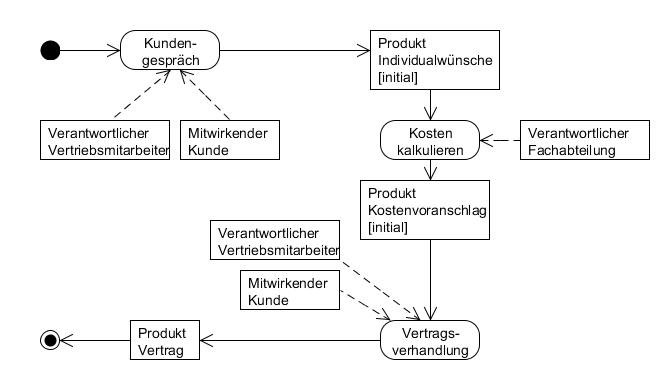 Kunden-
gespräch
Produkt
Individualwünsche
[initial]
Verantwortlicher
Vertriebsmitarbeiter
Mitwirkender
Kunde
Kosten
kalkulieren
Verantwortlicher
Fachabteilung
Produkt
Kostenvoranschlag
[initial]
Verantwortlicher
Vertriebsmitarbeiter
Mitwirkender
Kunde
Vertrags-
verhandlung
Produkt
Vertrag